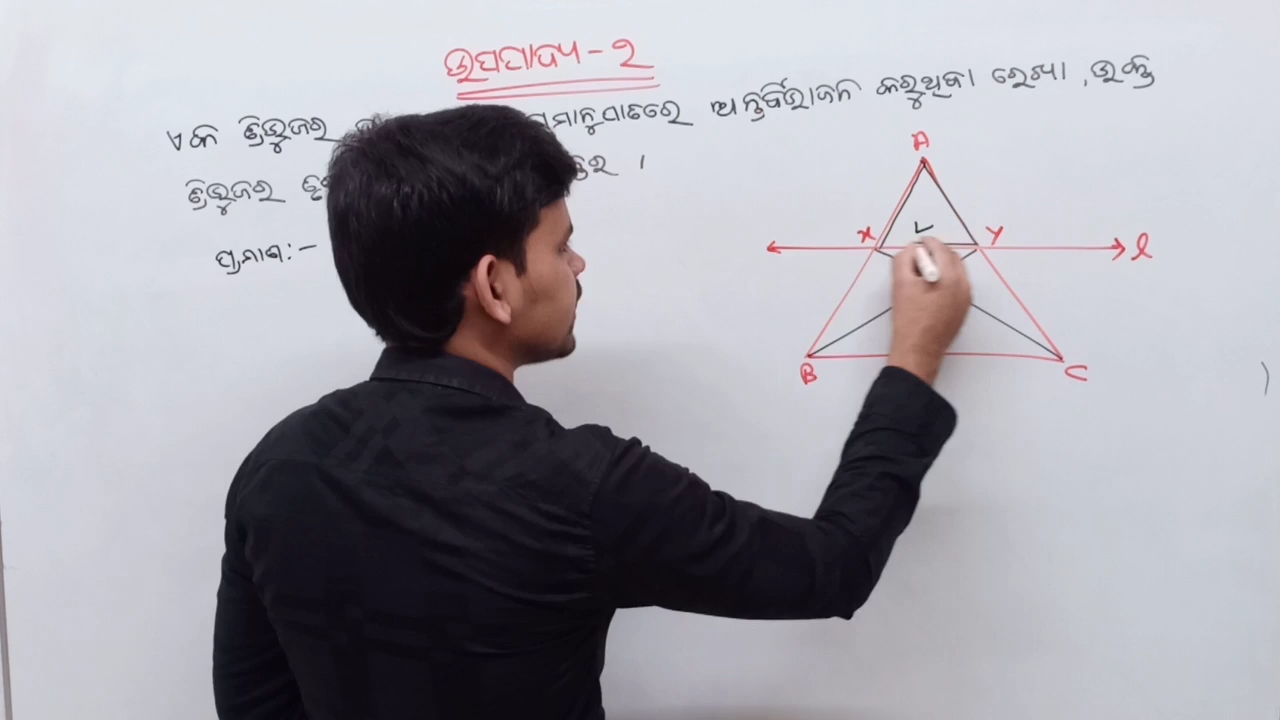 ଉପପାଦ୍ୟ - ୨
ଏକ ତ୍ରିଭୁଜର ସମାନୁପାତରେ ଅନ୍ତର୍ବିଭାଜନ କରୁଥିବା ରେଖା , ଉକ୍ତ
ତ୍ରିଭୁଜର ।
ପ୍ରମାଣ :-
A
X Y l
B C